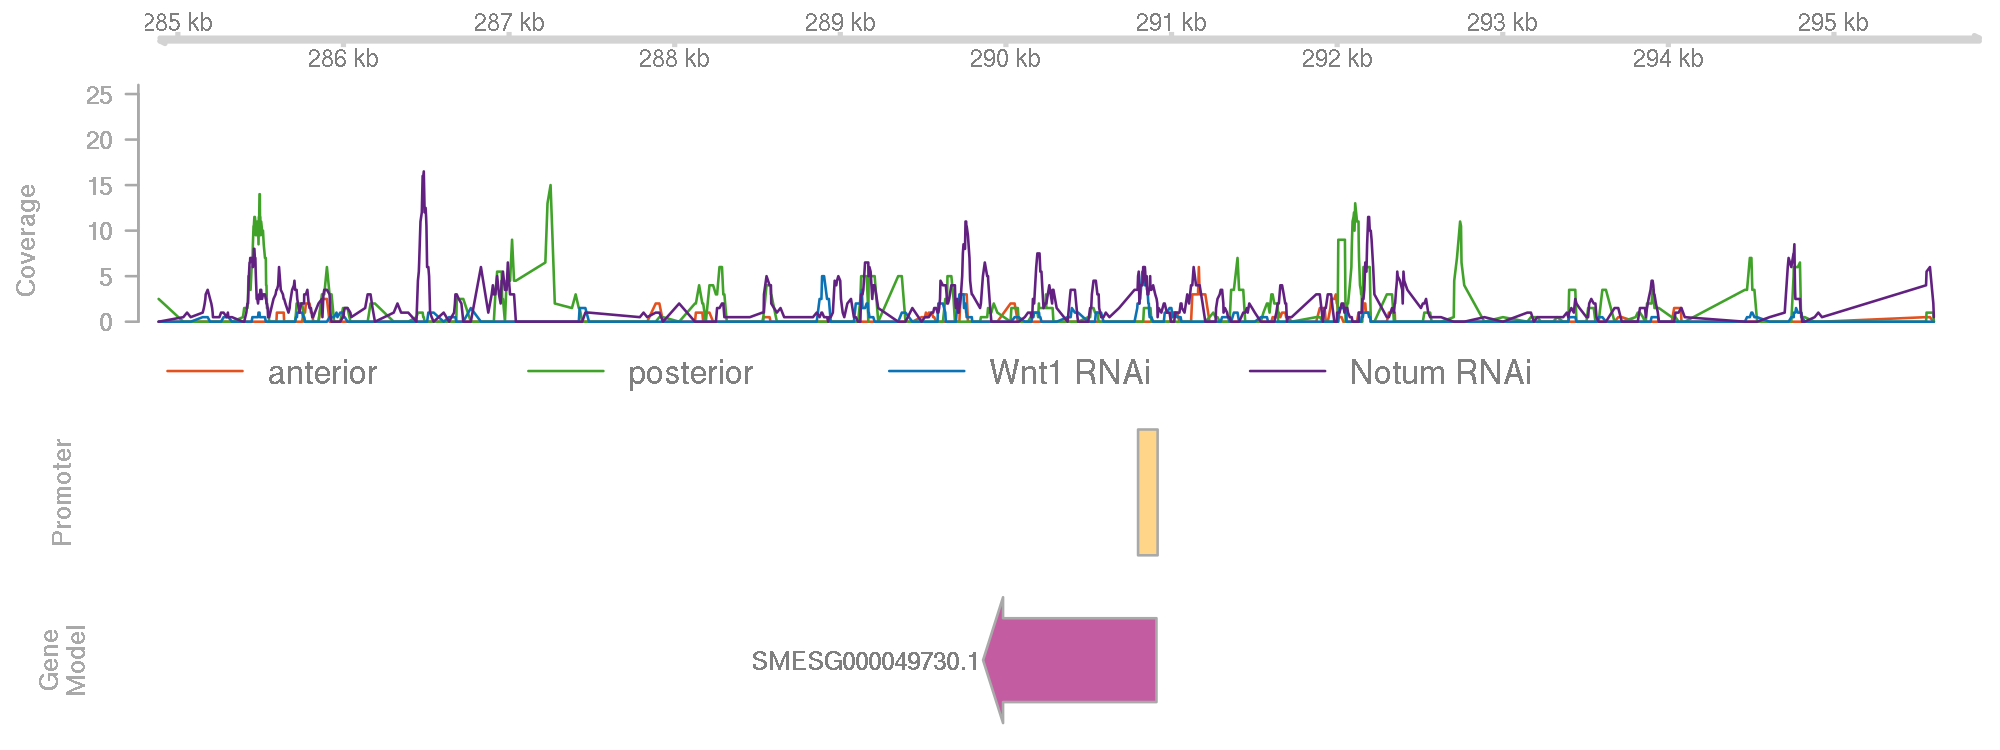 285 kb 287 kb 289 kb 291 kb 293 kb 295 kb
286 kb 288 kb 290 kb 292 kb 294 kb
Coverage
25
20
15
10
5
0
anterior posterior Wnt1 RNAi Notum RNAi
Promoter
Gene
Model
SMESG000049730.1